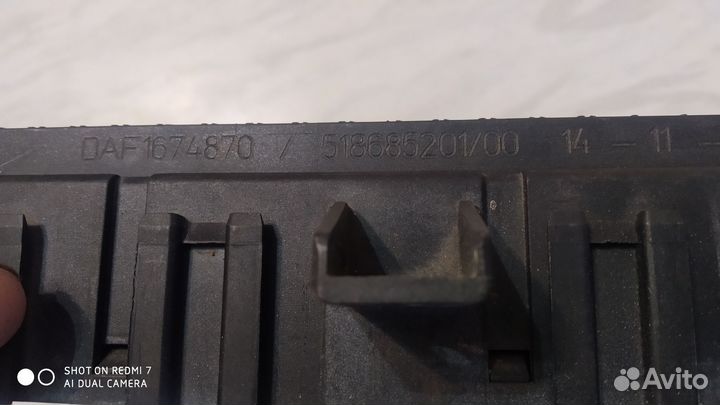 DAF1674870 / 518685201/00 14 - 11 -
SHOT ON REDMI 7
AI DUAL CAMERA
Avito